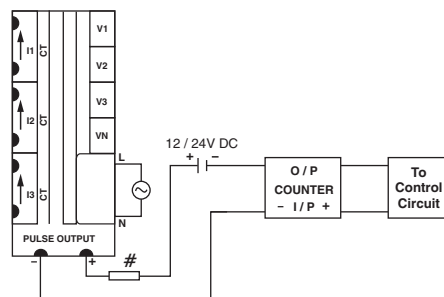 V1
I1
CT
V2
I2
CT
V3
VN
12 / 24V DC
+ −
L
I3
CT
O / P
COUNTER
− I / P +
To
Control
Circuit
N
PULSE OUTPUT
− +
#